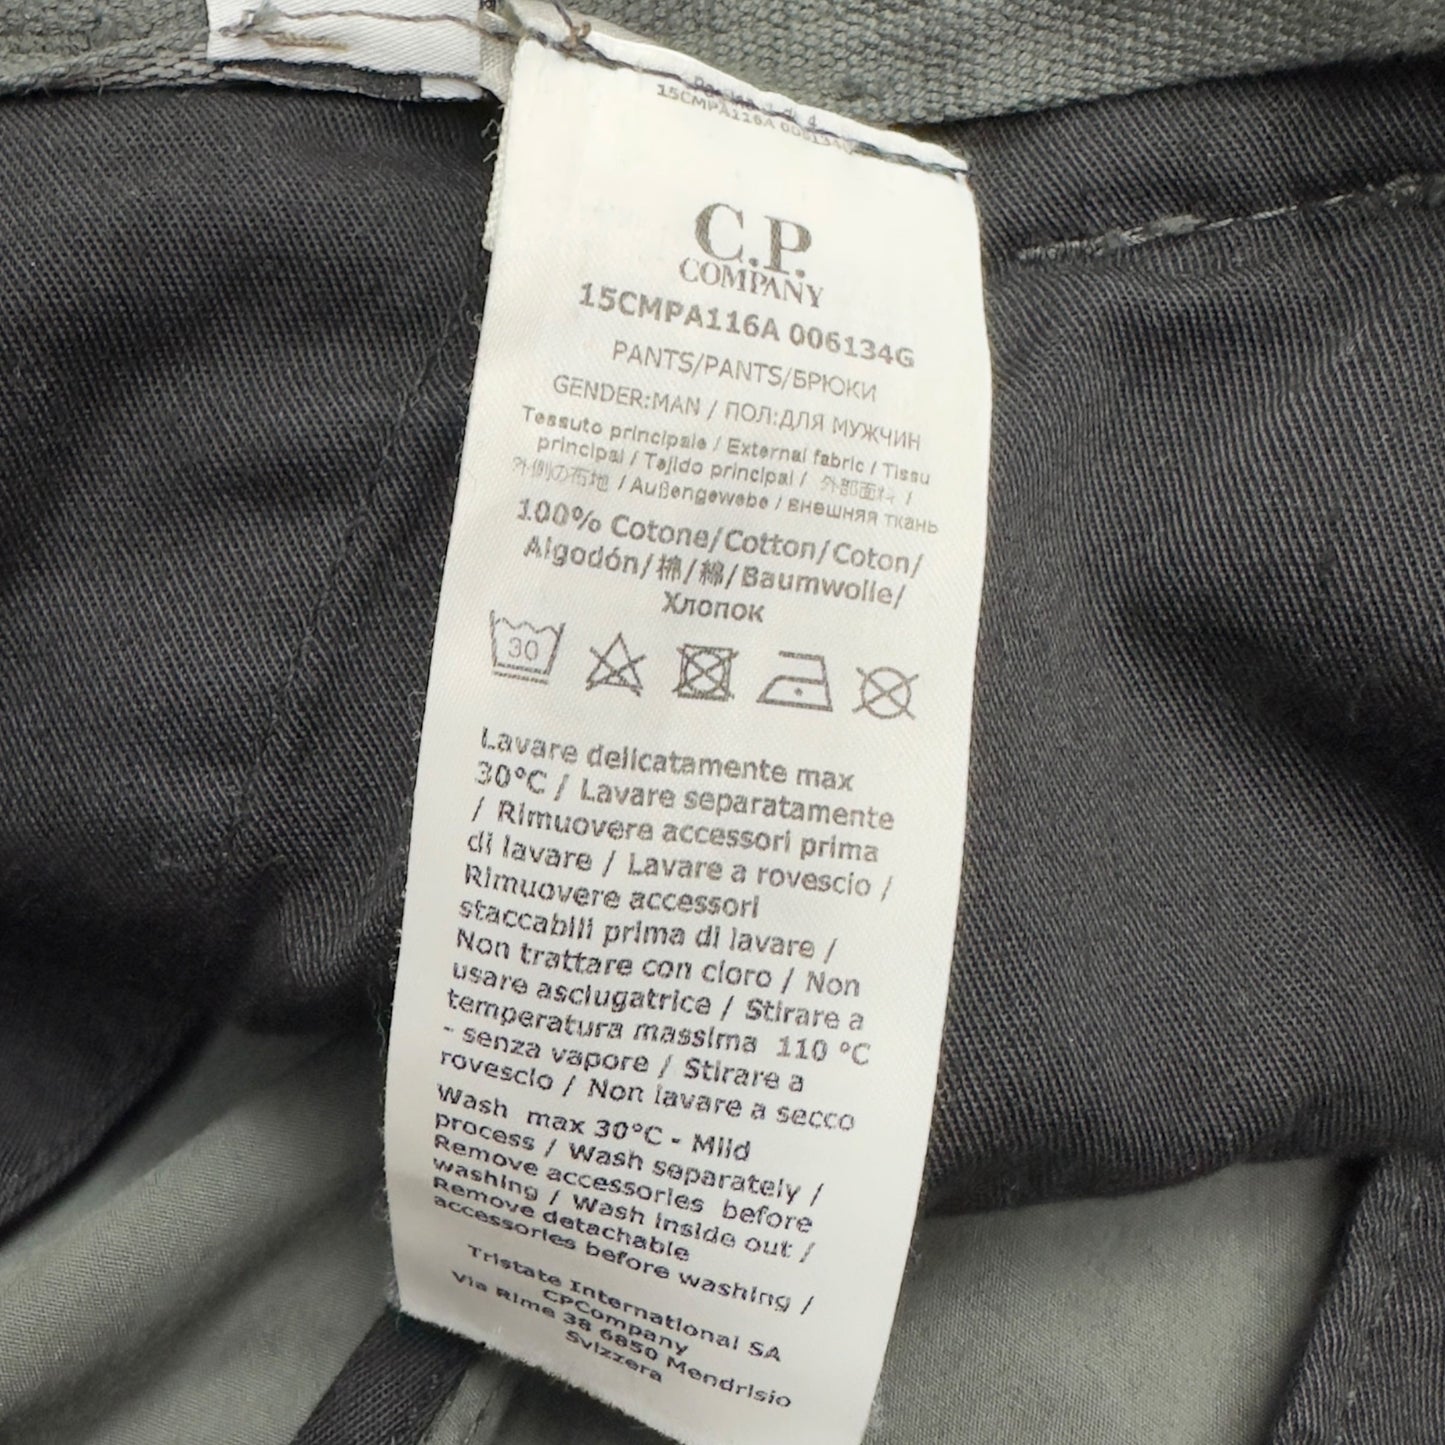 Pagina 1 di 4
15CMPA116A 006134G
C.P.
COMPANY
15CMPA116A 006134G
PANTS/PANTS/БРЮКИ
GENDER:MAN / ПОЛ:ДЛЯ МУЖЧИН
Tessuto principale / External fabric / Tissu
principal / Tejido principal / 外部面料 /
外側の布地 / Außengewebe / внешняя ткань
100% Cotone/Cotton/Coton/
Algodón/棉/綿/Baumwolle/
Хлопок
30
Lavare delicatamente max
30°C / Lavare separatamente
/ Rimuovere accessori prima
di lavare / Lavare a rovescio /
Rimuovere accessori
staccabili prima di lavare /
Non trattare con cloro / Non
usare asciugatrice / Stirare a
temperatura massima 110 °C
- senza vapore / Stirare a
rovescio / Non lavare a secco
Wash max 30°C - Mild
process / Wash separately /
Remove accessories before
washing / Wash inside out /
Remove detachable
accessories before washing /
Tristate International SA
CPCompany
Via Rime 38 6850 Mendrisio
Svizzera